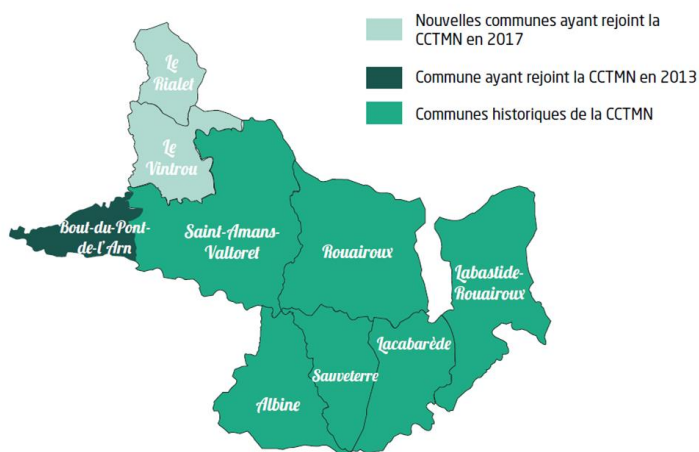 Nouvelles communes ayant rejoint la
CCTMN en 2017
Commune ayant rejoint la CCTMN en 2013
Communes historiques de la CCTMN
Le
Rialet
Le
Vintrou
Bout-du-Pont-
de-l'Arn
Saint-Amans-
Valtoret
Rouairoux
Labastide-
Rouairoux
Lacabarède
Sauveterre
Albine